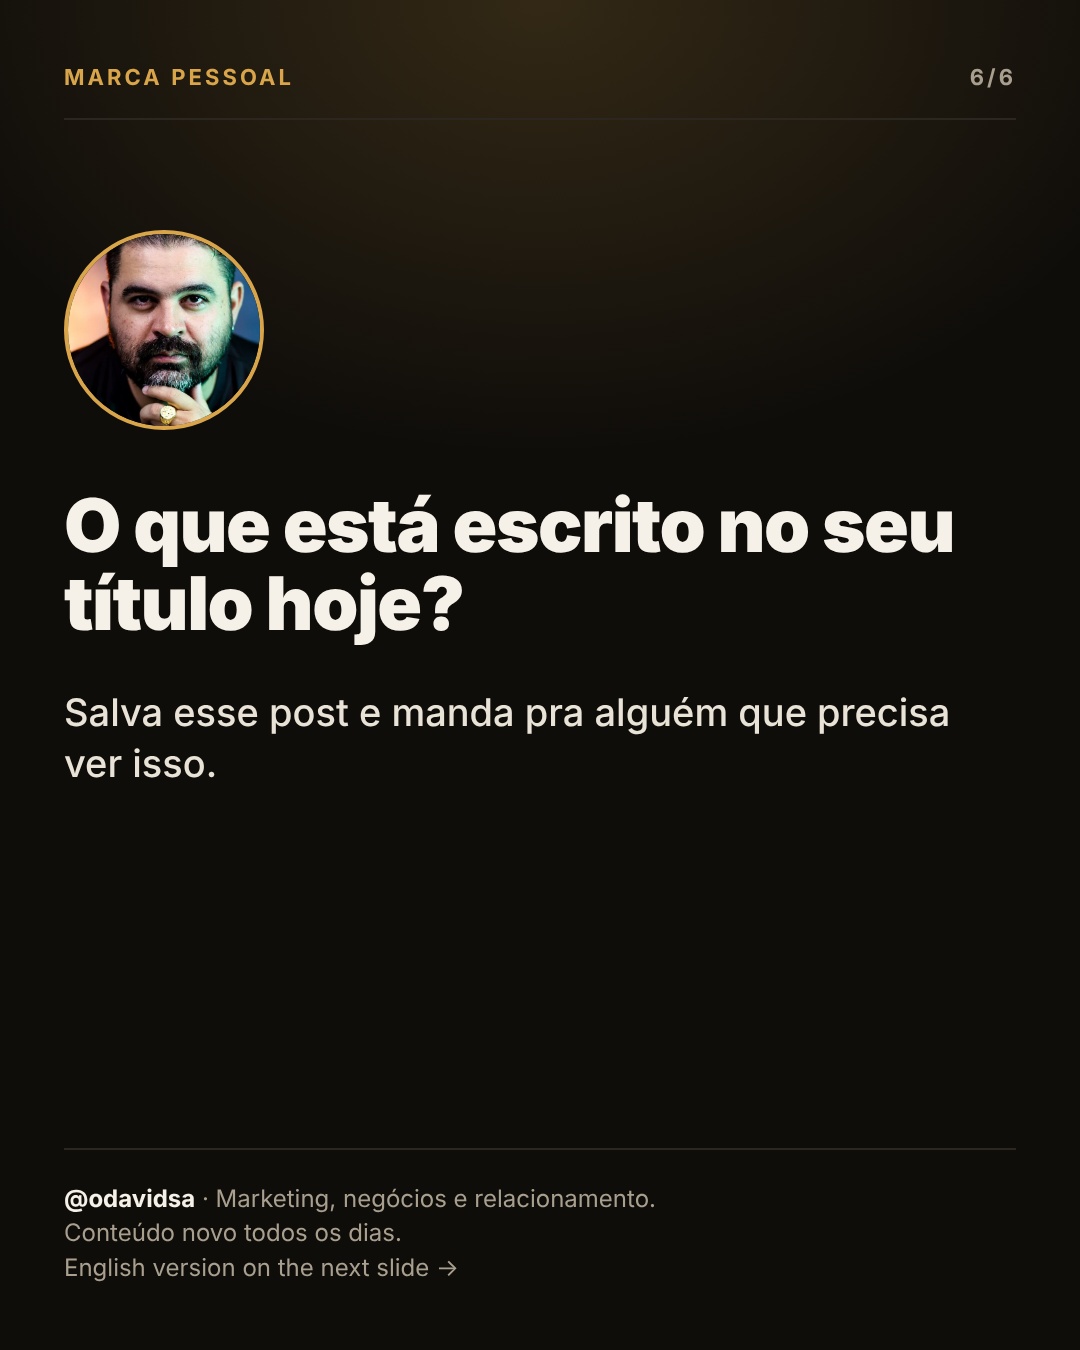 MARCA PESSOAL
6/6
O que está escrito no seu
título hoje?
Salva esse post e manda pra alguém que precisa
ver isso.
@odavidsa · Marketing, negócios e relacionamento.
Conteúdo novo todos os dias.
English version on the next slide →